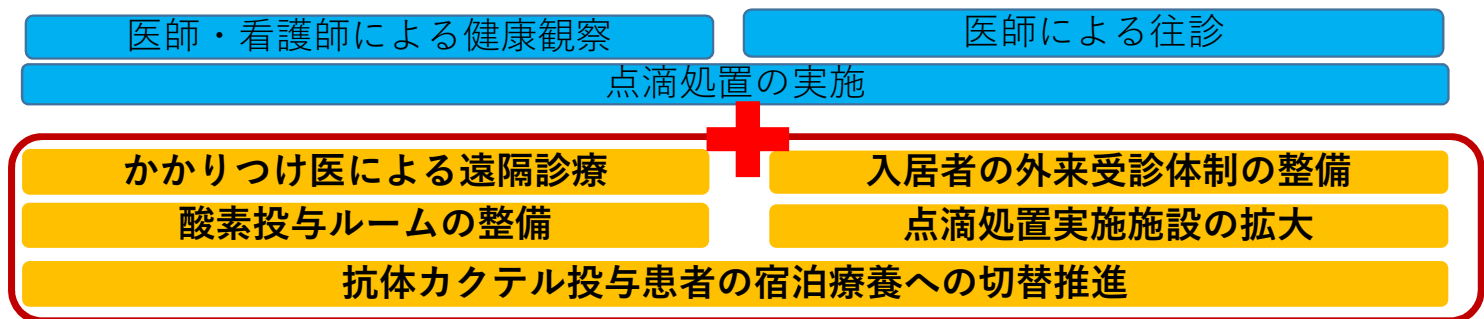 医師・看護師による健康観察
医師による往診
点滴処置の実施
かかりつけ医による遠隔診療
入居者の外来受診体制の整備
酸素投与ルームの整備
点滴処置実施施設の拡大
抗体カクテル投与患者の宿泊療養への切替推進